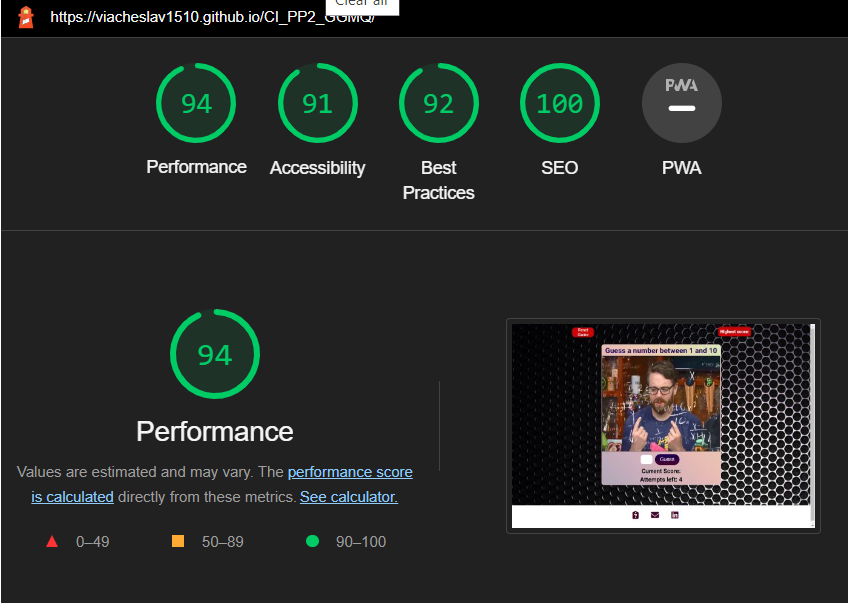 Clear all
https://viacheslav1510.github.io/CI_PP2_GGMQ/
94
91
92
100
PWA
Performance
Accessibility
Best
Practices
SEO
PWA
94
Performance
Values are estimated and may vary. The performance score
is calculated directly from these metrics. See calculator.
0–49
50–89
90–100
Reset
Game
Highest score
Guess a number between 1 and 10
Guess
Current Score:
Attempts left: 4